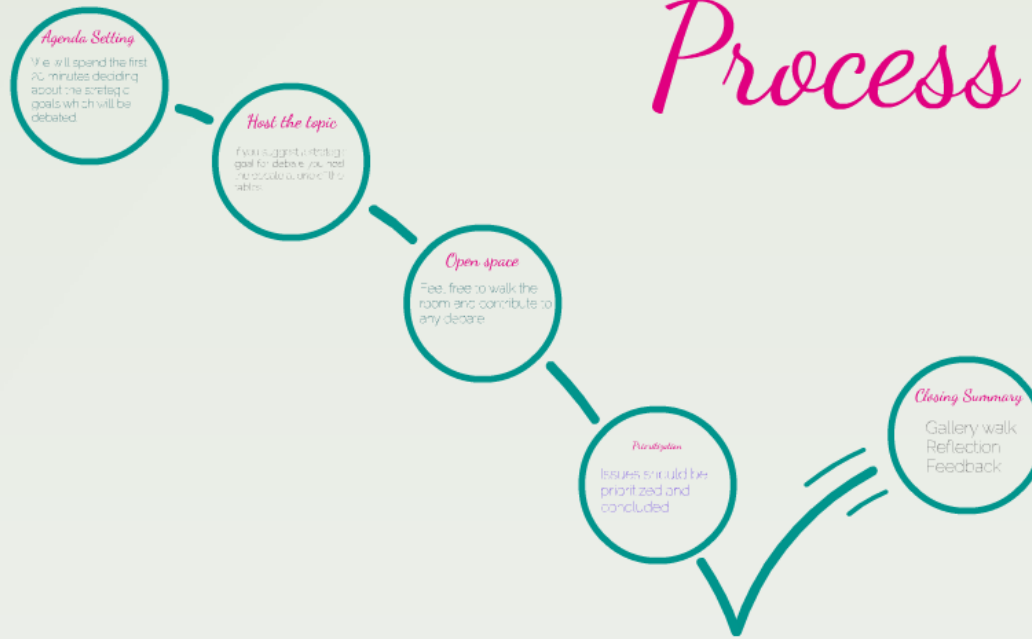 Process
Agenda Setting
We will spend the first
20 minutes deciding
about the strategic
goals which will be
debated
Host the topic
If you suggest a strategic
goal for debate, you host
the debate at one of the
tables
Open space
Feel free to walk the
room and contribute to
any debate
Prioritization
Issues should be
prioritized and
concluded
Closing Summary
Gallery walk
Reflection
Feedback